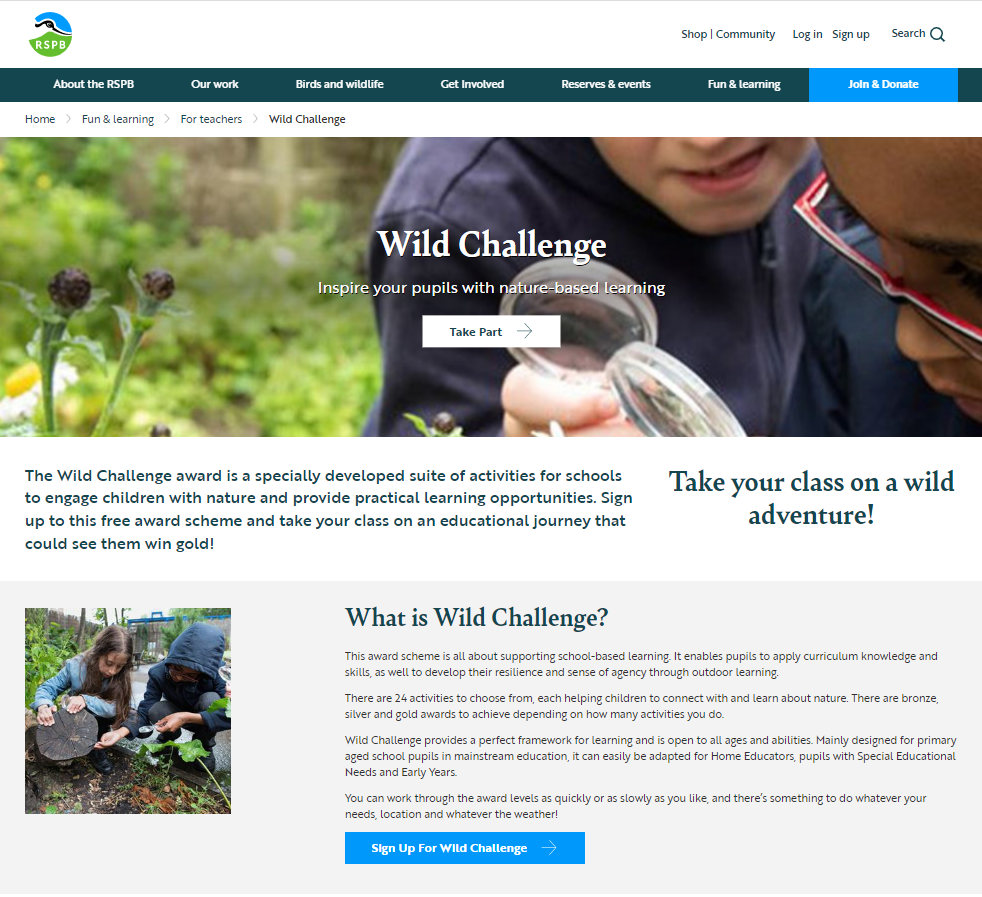 RSPB
Shop | Community Log in Sign up Search
About the RSPB Our work Birds and wildlife Get Involved Reserves & events Fun & learning Join & Donate
Home Fun & learning For teachers Wild Challenge
Wild Challenge
Inspire your pupils with nature-based learning
Take Part
The Wild Challenge award is a specially developed suite of activities for schools
to engage children with nature and provide practical learning opportunities. Sign
up to this free award scheme and take your class on an educational journey that
could see them win gold!
Take your class on a wild
adventure!
What is Wild Challenge?
This award scheme is all about supporting school-based learning. It enables pupils to apply curriculum knowledge and
skills, as well to develop their resilience and sense of agency through outdoor learning.
There are 24 activities to choose from, each helping children to connect with and learn about nature. There are bronze,
silver and gold awards to achieve depending on how many activities you do.
Wild Challenge provides a perfect framework for learning and is open to all ages and abilities. Mainly designed for primary
aged school pupils in mainstream education, it can easily be adapted for Home Educators, pupils with Special Educational
Needs and Early Years.
You can work through the award levels as quickly or as slowly as you like, and there's something to do whatever your
needs, location and whatever the weather!
Sign Up For Wild Challenge